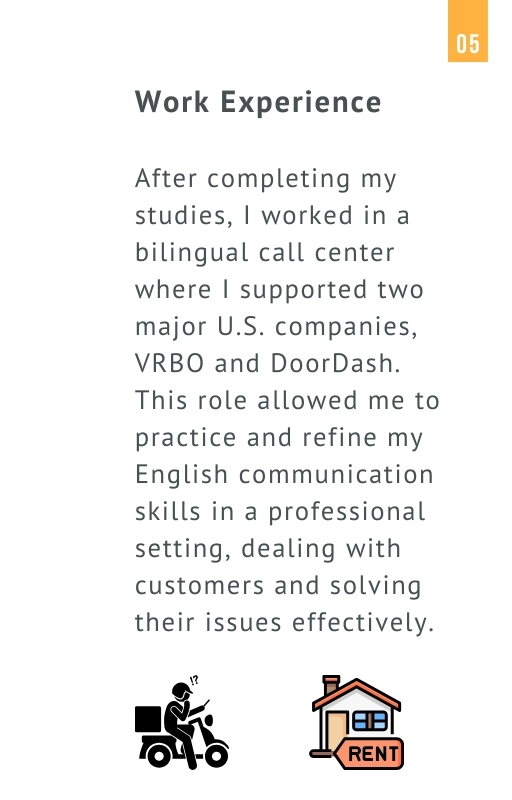 05
Work Experience
After completing my
studies, I worked in a
bilingual call center
where I supported two
major U.S. companies,
VRBO and DoorDash.
This role allowed me to
practice and refine my
English communication
skills in a professional
setting, dealing with
customers and solving
their issues effectively.
!?
RENT